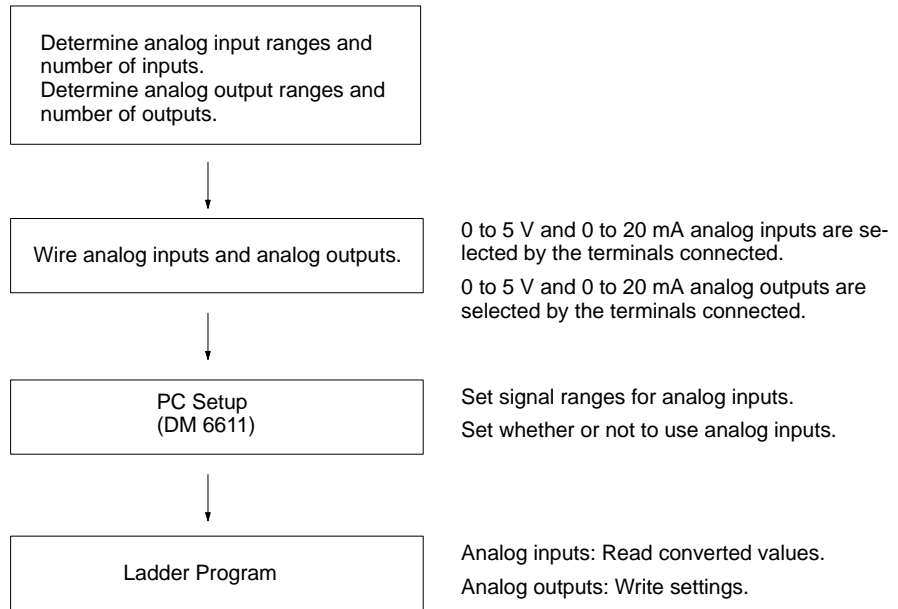 Determine analog input ranges and
number of inputs.
Determine analog output ranges and
number of outputs.
Wire analog inputs and analog outputs.
0 to 5 V and 0 to 20 mA analog inputs are se-
lected by the terminals connected.
0 to 5 V and 0 to 20 mA analog outputs are
selected by the terminals connected.
PC Setup
(DM 6611)
Set signal ranges for analog inputs.
Set whether or not to use analog inputs.
Ladder Program
Analog inputs: Read converted values.
Analog outputs: Write settings.